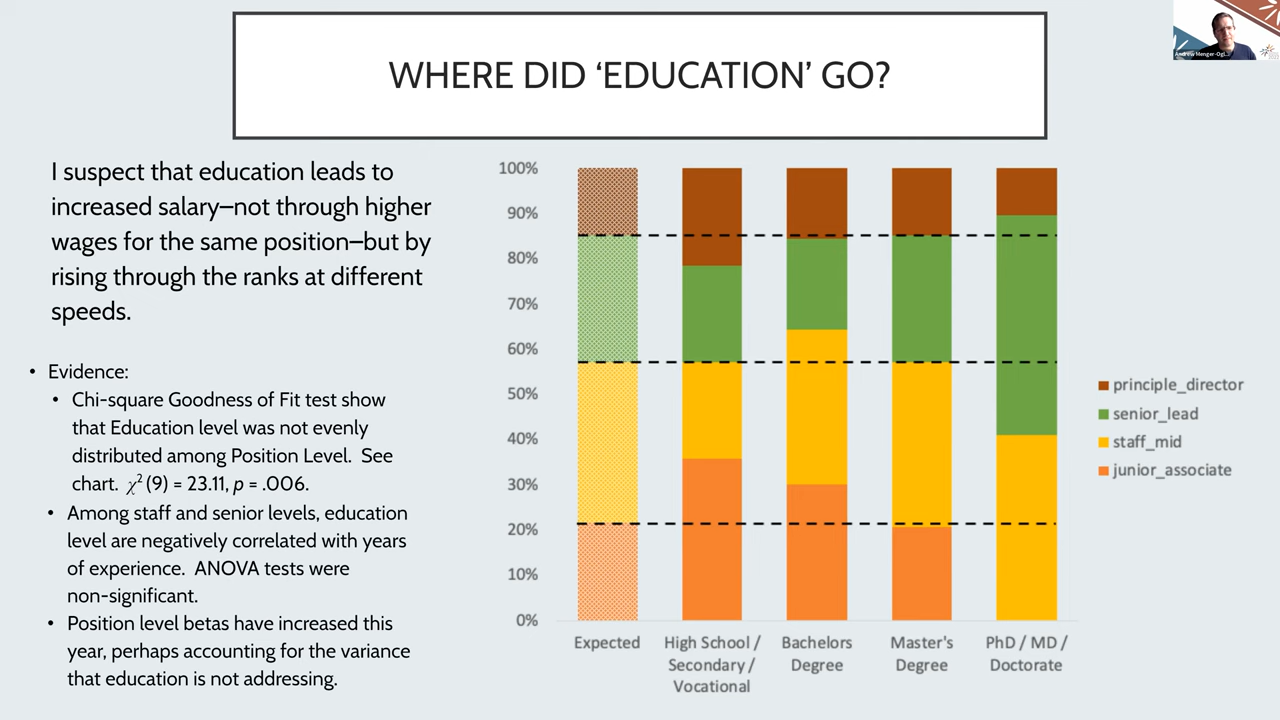 WHERE DID ‘EDUCATION’ GO?
Andrew Menger-Ogl...
I suspect that education leads to
increased salary–not through higher
wages for the same position–but by
rising through the ranks at different
speeds.
• Evidence:
• Chi-square Goodness of Fit test show
that Education level was not evenly
distributed among Position Level. See
chart. χ² (9) = 23.11, p = .006.
• Among staff and senior levels, education
level are negatively correlated with years
of experience. ANOVA tests were
non-significant.
• Position level betas have increased this
year, perhaps accounting for the variance
that education is not addressing.
100%
90%
80%
70%
60%
50%
40%
30%
20%
10%
0%
Expected
High School /
Secondary /
Vocational
Bachelors
Degree
Master's
Degree
PhD / MD /
Doctorate
principle_director
senior_lead
staff_mid
junior_associate